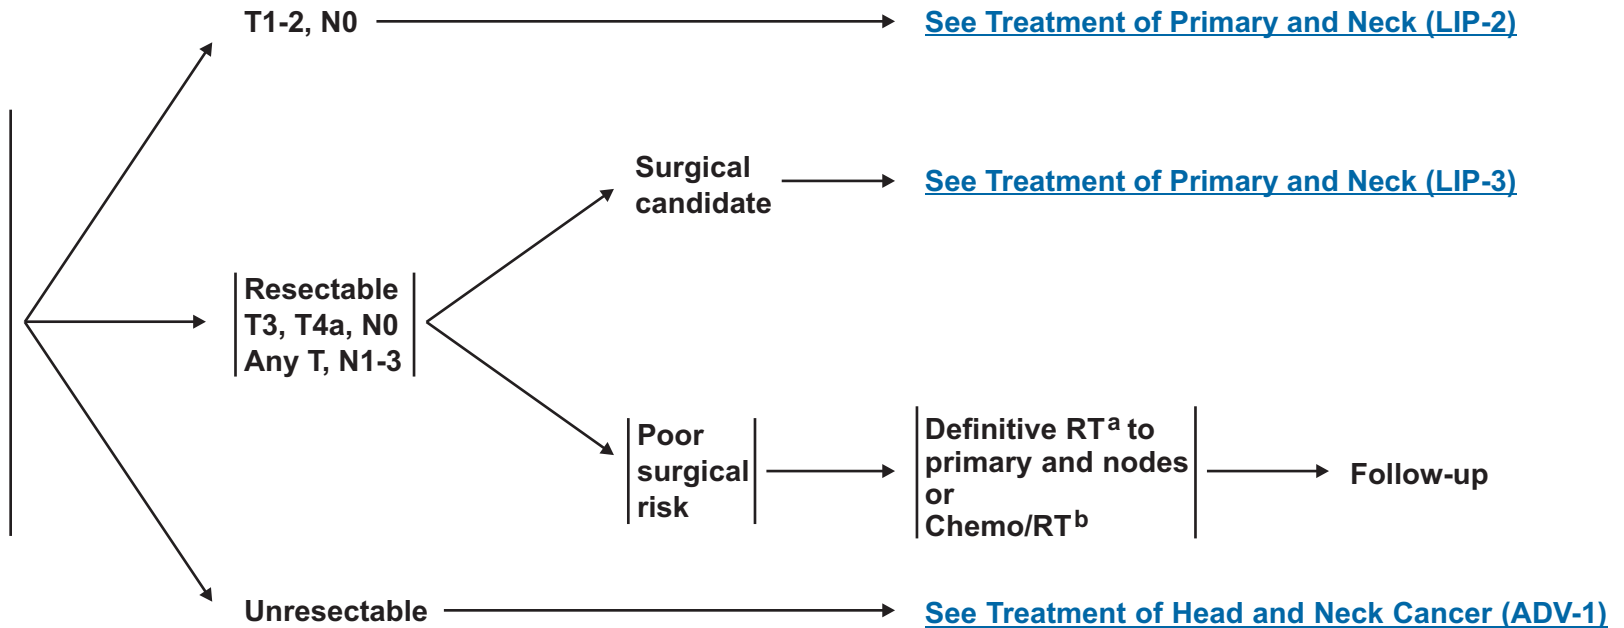 T1-2, N0
See Treatment of Primary and Neck (LIP-2)
Surgical
candidate
See Treatment of Primary and Neck (LIP-3)
Resectable
T3, T4a, N0
Any T, N1-3
Poor
surgical
risk
Definitive RTa to
primary and nodes
or
Chemo/RTb
Follow-up
Unresectable
See Treatment of Head and Neck Cancer (ADV-1)